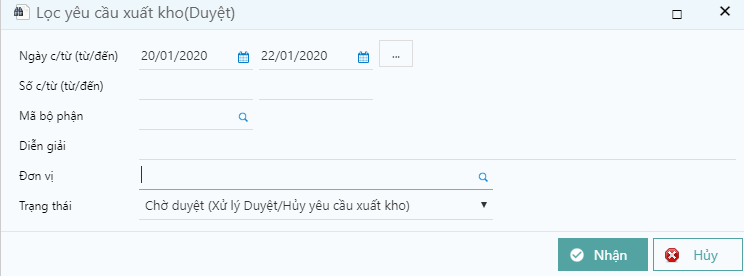 Lọc yêu cầu xuất kho(Duyệt)
Ngày c/từ (từ/đến) 20/01/2020 22/01/2020 ...
Số c/từ (từ/đến)
Mã bộ phận
Diễn giải
Đơn vị
Trạng thái Chờ duyệt (Xử lý Duyệt/Hủy yêu cầu xuất kho)
Nhận Hủy